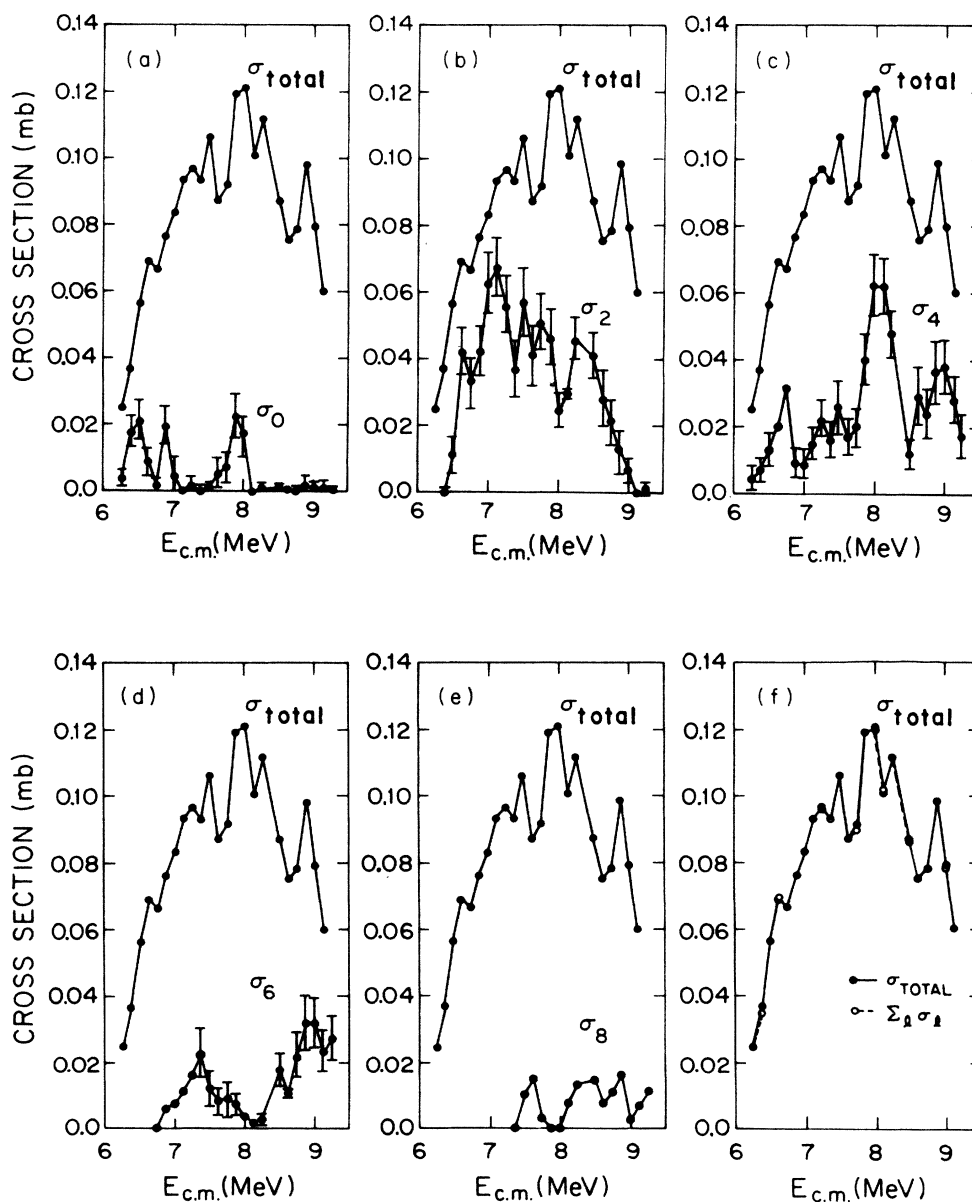 (a)
σtotal
σ0
CROSS SECTION (mb)
0.14
0.12
0.10
0.08
0.06
0.04
0.02
0.0
6 7 8 9
Ec.m.(MeV)
(b)
σtotal
σ2
0.14
0.12
0.10
0.08
0.06
0.04
0.02
0.0
6 7 8 9
Ec.m.(MeV)
(c)
σtotal
σ4
0.14
0.12
0.10
0.08
0.06
0.04
0.02
0.0
6 7 8 9
Ec.m.(MeV)
(d)
σtotal
σ6
CROSS SECTION (mb)
0.14
0.12
0.10
0.08
0.06
0.04
0.02
0.0
6 7 8 9
Ec.m.(MeV)
(e)
σtotal
σ8
0.14
0.12
0.10
0.08
0.06
0.04
0.02
0.0
6 7 8 9
Ec.m.(MeV)
(f)
σtotal
σTOTAL
Σℓ σℓ
0.14
0.12
0.10
0.08
0.06
0.04
0.02
0.0
6 7 8 9
Ec.m.(MeV)